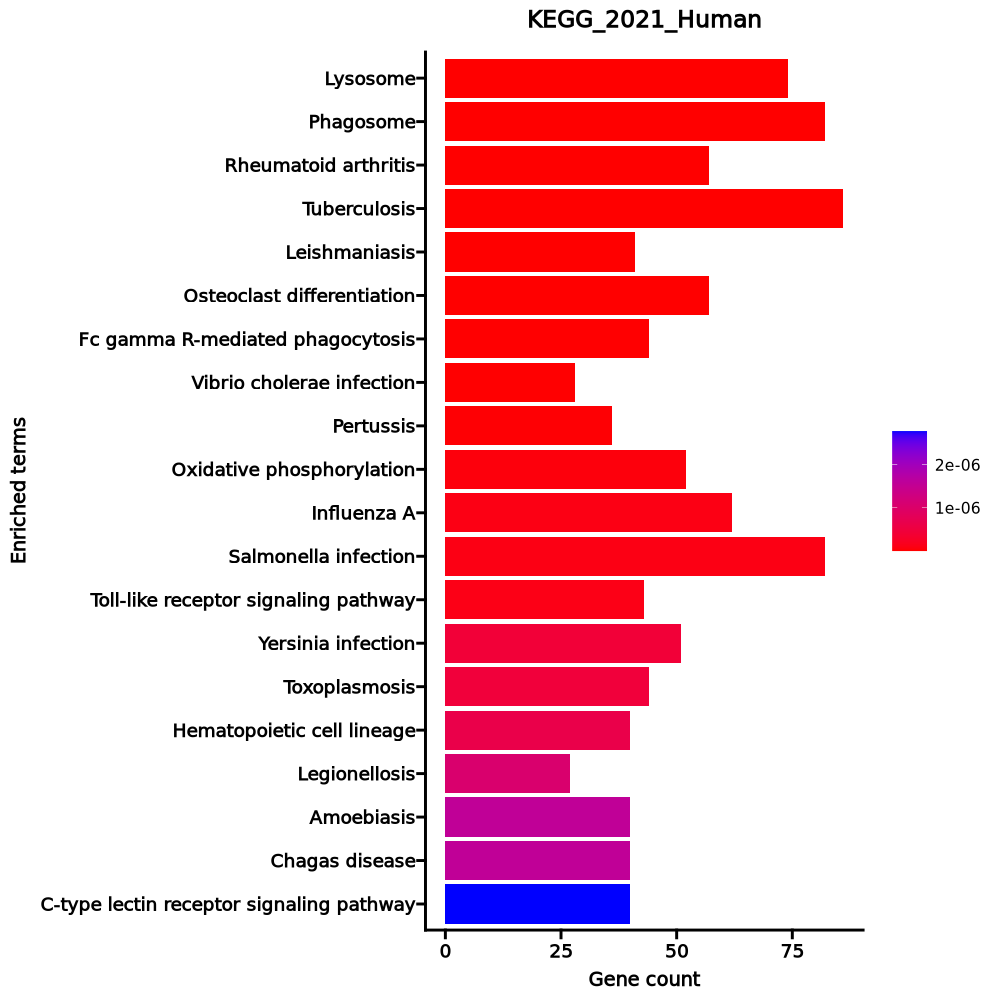 KEGG_2021_Human
Lysosome
Phagosome
Rheumatoid arthritis
Tuberculosis
Leishmaniasis
Osteoclast differentiation
Fc gamma R-mediated phagocytosis
Vibrio cholerae infection
Pertussis
Oxidative phosphorylation
Influenza A
Salmonella infection
Toll-like receptor signaling pathway
Yersinia infection
Toxoplasmosis
Hematopoietic cell lineage
Legionellosis
Amoebiasis
Chagas disease
C-type lectin receptor signaling pathway
Enriched terms
0 25 50 75
Gene count
2e-06
1e-06